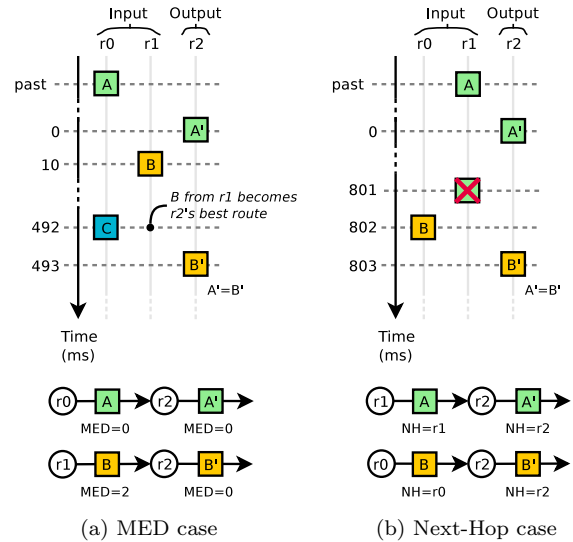 Input Output
r0 r1 r2
past A
0 A'
10 B
B from r1 becomes
r2's best route
492 C
493 B'
A'=B'
Time
(ms)
r0 A r2 A'
MED=0 MED=0
r1 B r2 B'
MED=2 MED=0
(a) MED case
Input Output
r0 r1 r2
past A
0 A'
801
802 B
803 B'
A'=B'
Time
(ms)
r1 A r2 A'
NH=r1 NH=r2
r0 B r2 B'
NH=r0 NH=r2
(b) Next-Hop case